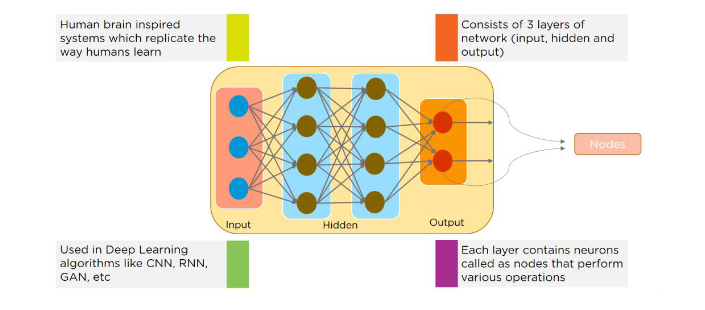 Human brain inspired
systems which replicate the
way humans learn
Consists of 3 layers of
network (input, hidden and
output)
Input
Hidden
Output
Nodes
Used in Deep Learning
algorithms like CNN, RNN,
GAN, etc
Each layer contains neurons
called as nodes that perform
various operations